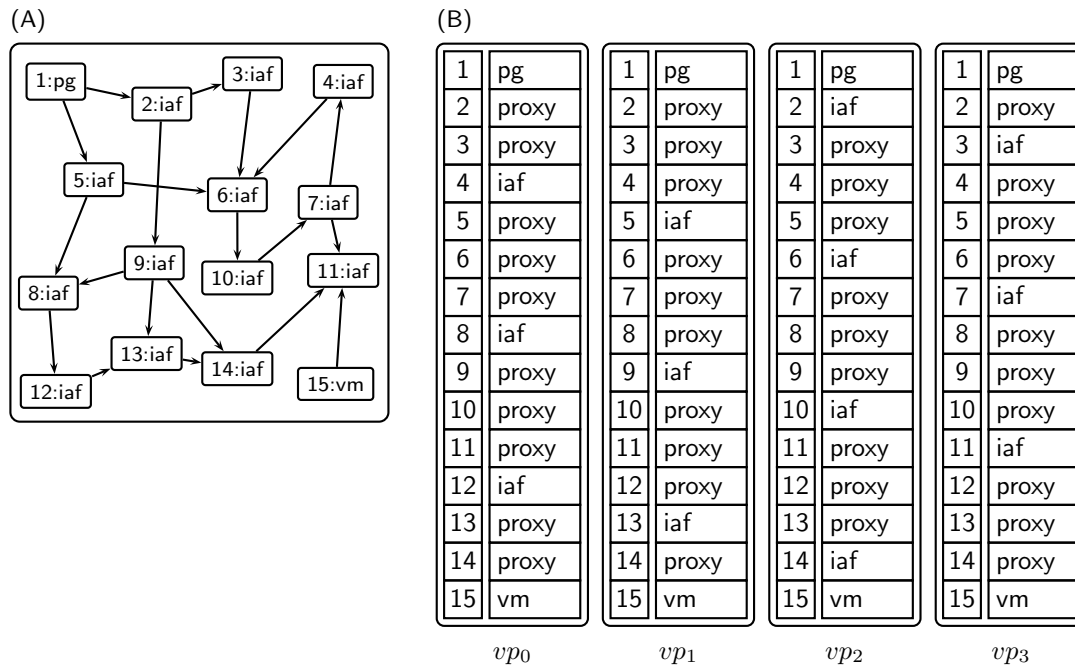 (A)
1:pg
2:iaf
3:iaf
4:iaf
5:iaf
6:iaf
7:iaf
8:iaf
9:iaf
10:iaf
11:iaf
12:iaf
13:iaf
14:iaf
15:vm
(B)
1 pg 1 pg 1 pg 1 pg
2 proxy 2 proxy 2 iaf 2 proxy
3 proxy 3 proxy 3 proxy 3 iaf
4 iaf 4 proxy 4 proxy 4 proxy
5 proxy 5 iaf 5 proxy 5 proxy
6 proxy 6 proxy 6 iaf 6 proxy
7 proxy 7 proxy 7 proxy 7 iaf
8 iaf 8 proxy 8 proxy 8 proxy
9 proxy 9 iaf 9 proxy 9 proxy
10 proxy 10 proxy 10 iaf 10 proxy
11 proxy 11 proxy 11 proxy 11 iaf
12 iaf 12 proxy 12 proxy 12 proxy
13 proxy 13 iaf 13 proxy 13 proxy
14 proxy 14 proxy 14 iaf 14 proxy
15 vm 15 vm 15 vm 15 vm
vp0 vp1 vp2 vp3